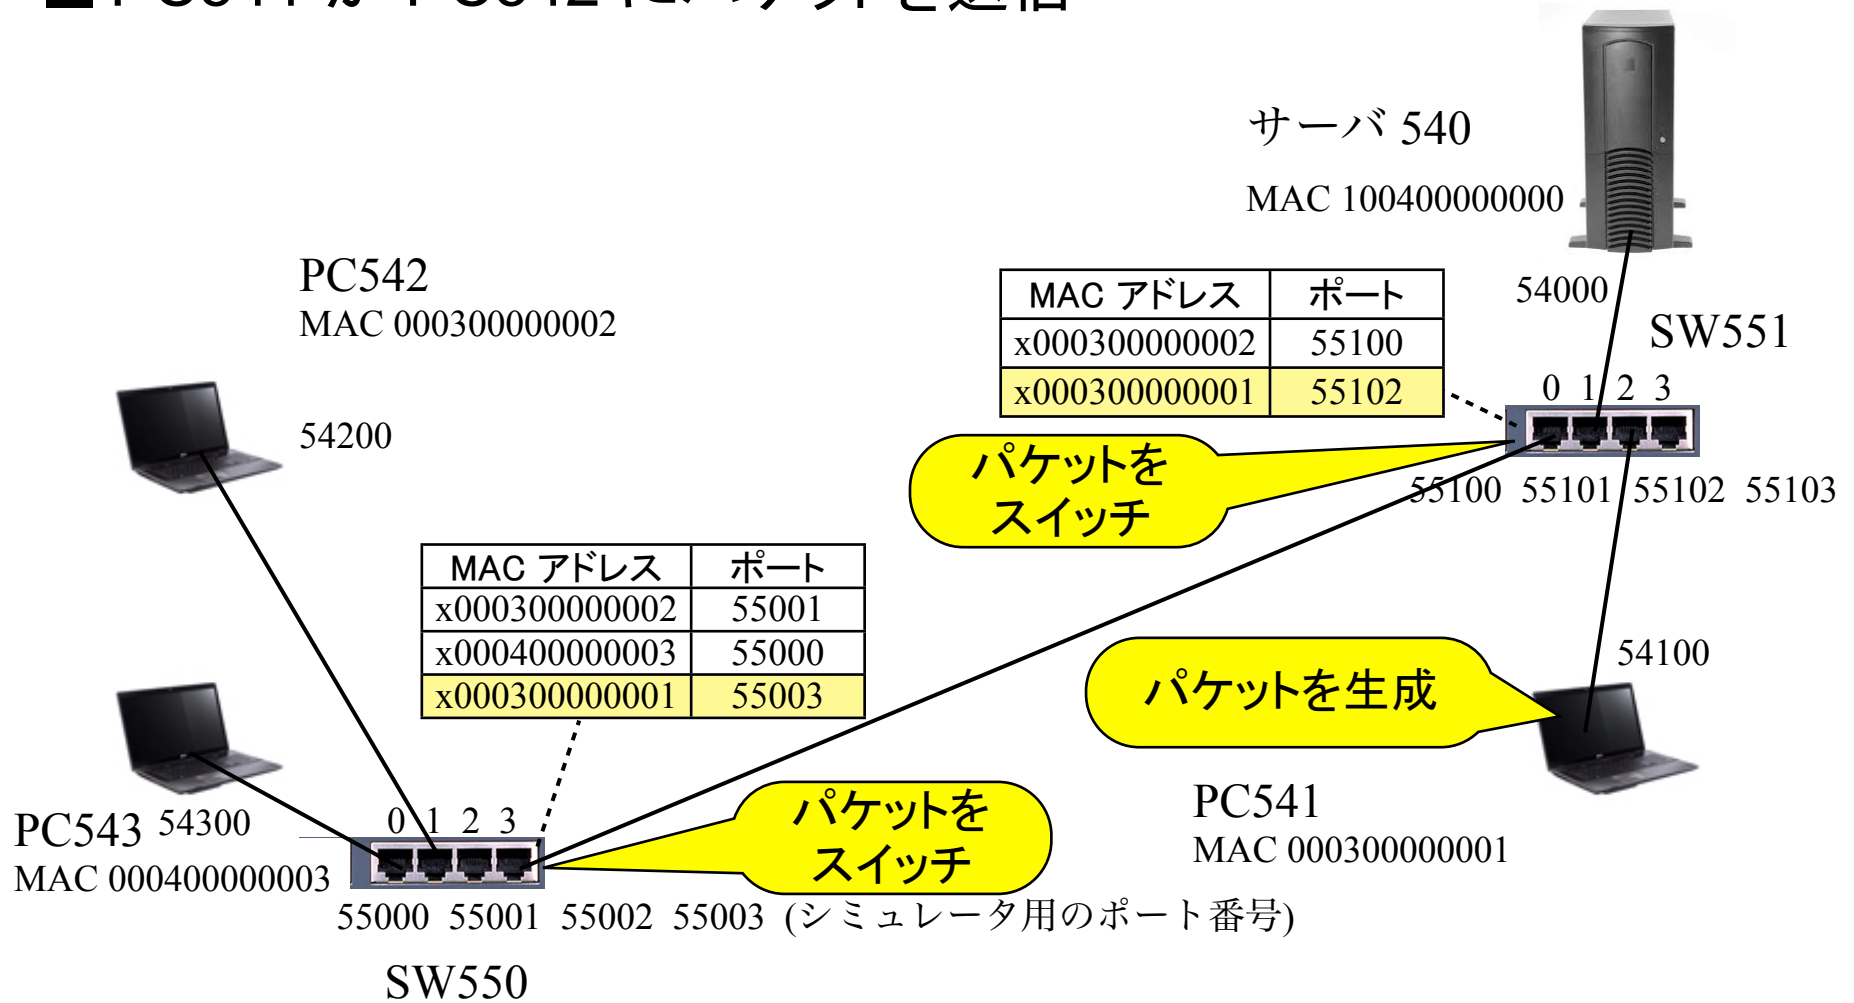 サーバ 540
MAC 100400000000
PC542
MAC 000300000002
54200
MAC アドレス ポート
x000300000002 55100
x000300000001 55102
54000
SW551
0 1 2 3
パケットを
スイッチ
55100 55101 55102 55103
MAC アドレス ポート
x000300000002 55001
x000400000003 55000
x000300000001 55003
パケットを生成
54100
PC541
MAC 000300000001
PC543 54300
MAC 000400000003
0 1 2 3
パケットを
スイッチ
55000 55001 55002 55003 (シミュレータ用のポート番号)
SW550